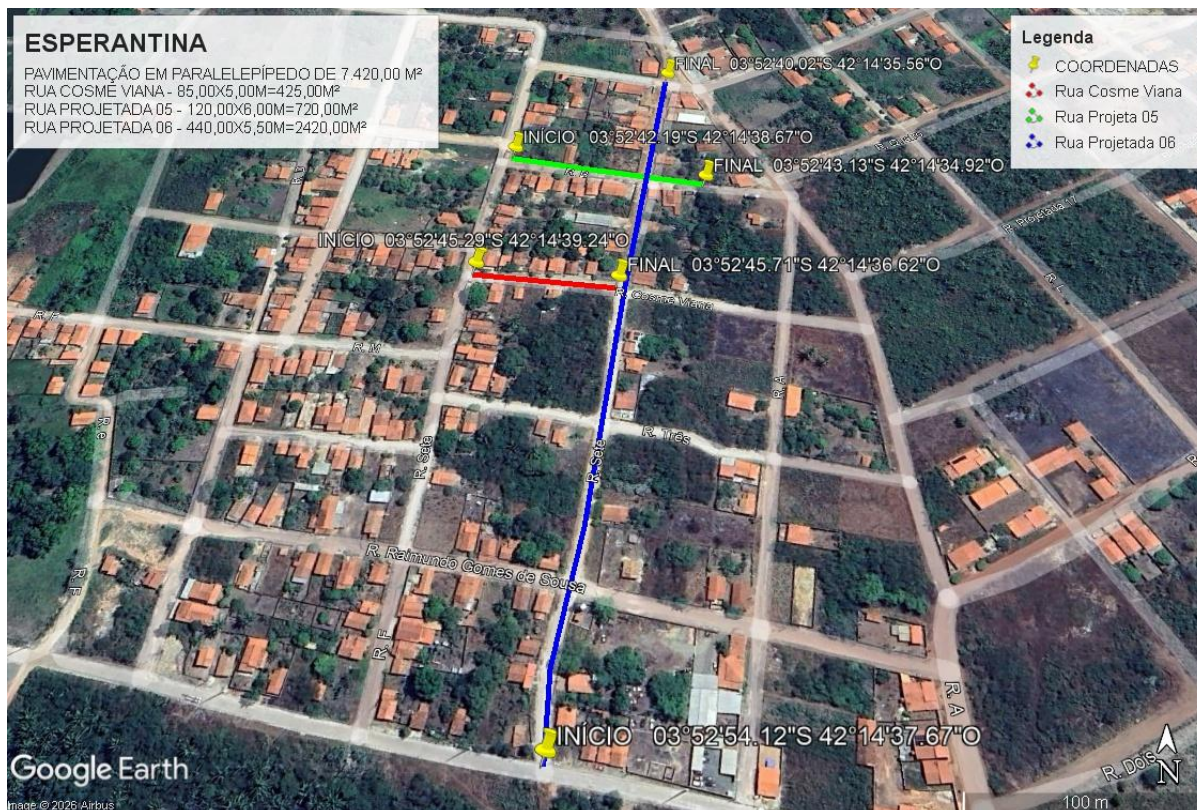 ESPERANTINA
PAVIMENTAÇÃO EM PARALELEPÍPEDO DE 7.420,00 M²
RUA COSME VIANA - 85,00X5,00M=425,00M²
RUA PROJETADA 05 - 120,00X6,00M=720,00M²
RUA PROJETADA 06 - 440,00X5,50M=2420,00M²
Legenda
COORDENADAS
Rua Cosme Viana
Rua Projeta 05
Rua Projetada 06
FINAL 03°52'40.02"S 42°14'35.56"O
INÍCIO 03°52'42.19"S 42°14'38.67"O
FINAL 03°52'43.13"S 42°14'34.92"O
INÍCIO 03°52'45.29"S 42°14'39.24"O
FINAL 03°52'45.71"S 42°14'36.62"O
R. Projetada 17
R. L
R. Cosme Viana
R. F
R. M
R. A
R. Três
R. Sete
R. Sete
R. Raimundo Gomes de Sousa
R. F
R. F
R. A
INÍCIO 03°52'54.12"S 42°14'37.67"O
R. Dois
N
Google Earth
Image © 2026 Airbus
100 m